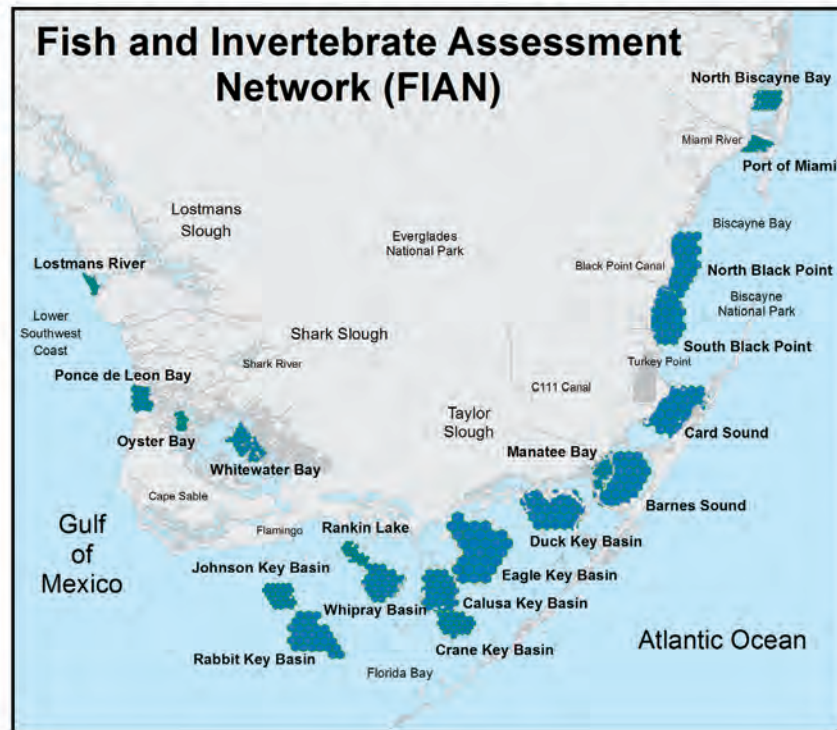 Fish and Invertebrate Assessment
Network (FIAN)
North Biscayne Bay
Miami River
Port of Miami
Lostmans
Slough
Biscayne Bay
Everglades
National Park
Lostmans River
Black Point Canal
North Black Point
Biscayne
National Park
Lower
Southwest
Coast
Shark Slough
South Black Point
Shark River
Turkey Point
Ponce de Leon Bay
C111 Canal
Taylor
Slough
Oyster Bay
Card Sound
Manatee Bay
Whitewater Bay
Cape Sable
Barnes Sound
Gulf
of
Mexico
Flamingo
Rankin Lake
Duck Key Basin
Johnson Key Basin
Eagle Key Basin
Whipray Basin
Calusa Key Basin
Atlantic Ocean
Crane Key Basin
Rabbit Key Basin
Florida Bay